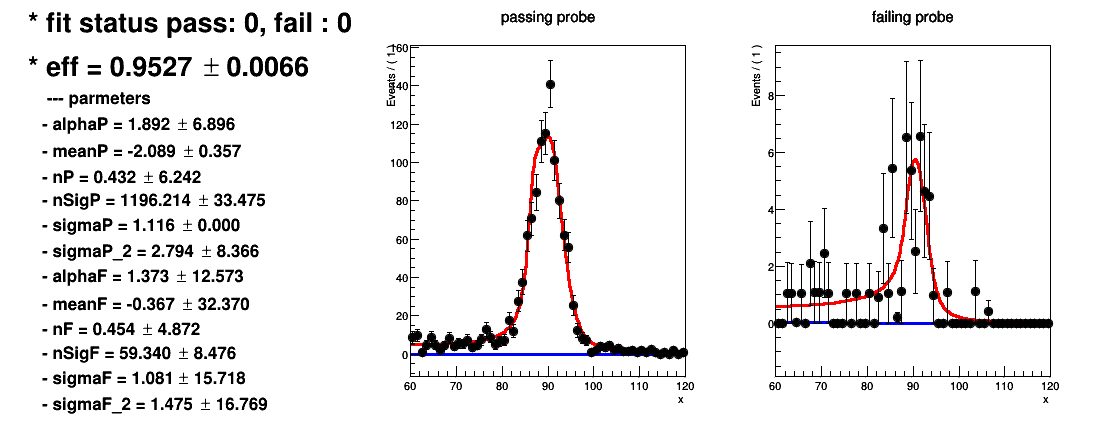 * fit status pass: 0, fail : 0
* eff = 0.9527 ± 0.0066
--- parmeters
- alphaP = 1.892 ± 6.896
- meanP = -2.089 ± 0.357
- nP = 0.432 ± 6.242
- nSigP = 1196.214 ± 33.475
- sigmaP = 1.116 ± 0.000
- sigmaP_2 = 2.794 ± 8.366
- alphaF = 1.373 ± 12.573
- meanF = -0.367 ± 32.370
- nF = 0.454 ± 4.872
- nSigF = 59.340 ± 8.476
- sigmaF = 1.081 ± 15.718
- sigmaF_2 = 1.475 ± 16.769
passing probe
Events / ( 1 )
160
140
120
100
80
60
40
20
0
60 70 80 90 100 110 120
x
failing probe
Events / ( 1 )
8
6
4
2
0
60 70 80 90 100 110 120
x